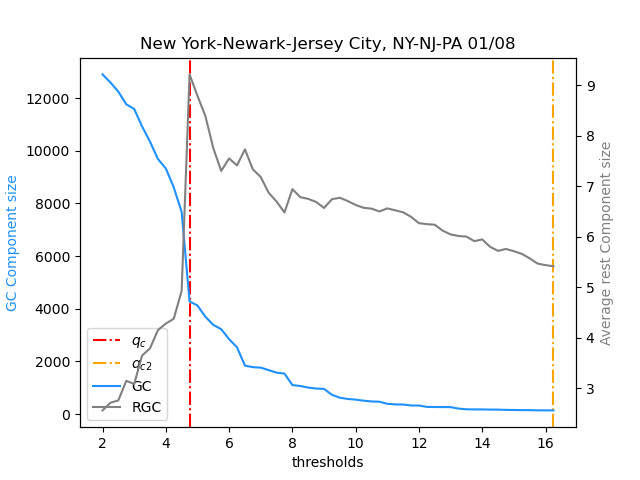 New York-Newark-Jersey City, NY-NJ-PA 01/08
GC Component size
12000
10000
8000
6000
4000
2000
0
9
8
7
6
5
4
3
Average rest Component size
q_c
q_{c2}
GC
RGC
2 4 6 8 10 12 14 16
thresholds